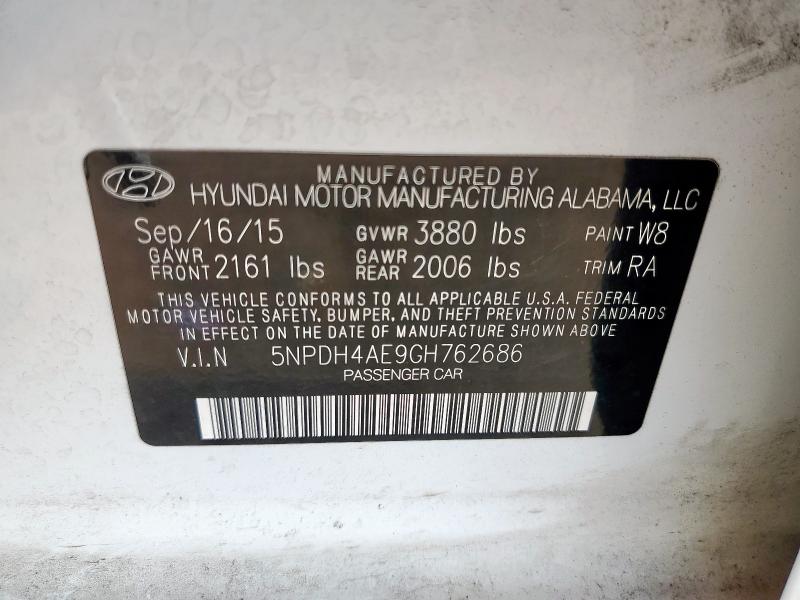 MANUFACTURED BY
HYUNDAI MOTOR MANUFACTURING ALABAMA, LLC
Sep/16/15 GVWR 3880 lbs PAINT W8
GAWR FRONT 2161 lbs GAWR REAR 2006 lbs TRIM RA
THIS VEHICLE CONFORMS TO ALL APPLICABLE U.S.A. FEDERAL
MOTOR VEHICLE SAFETY, BUMPER, AND THEFT PREVENTION STANDARDS
IN EFFECT ON THE DATE OF MANUFACTURE SHOWN ABOVE
V.I.N 5NPDH4AE9GH762686
PASSENGER CAR